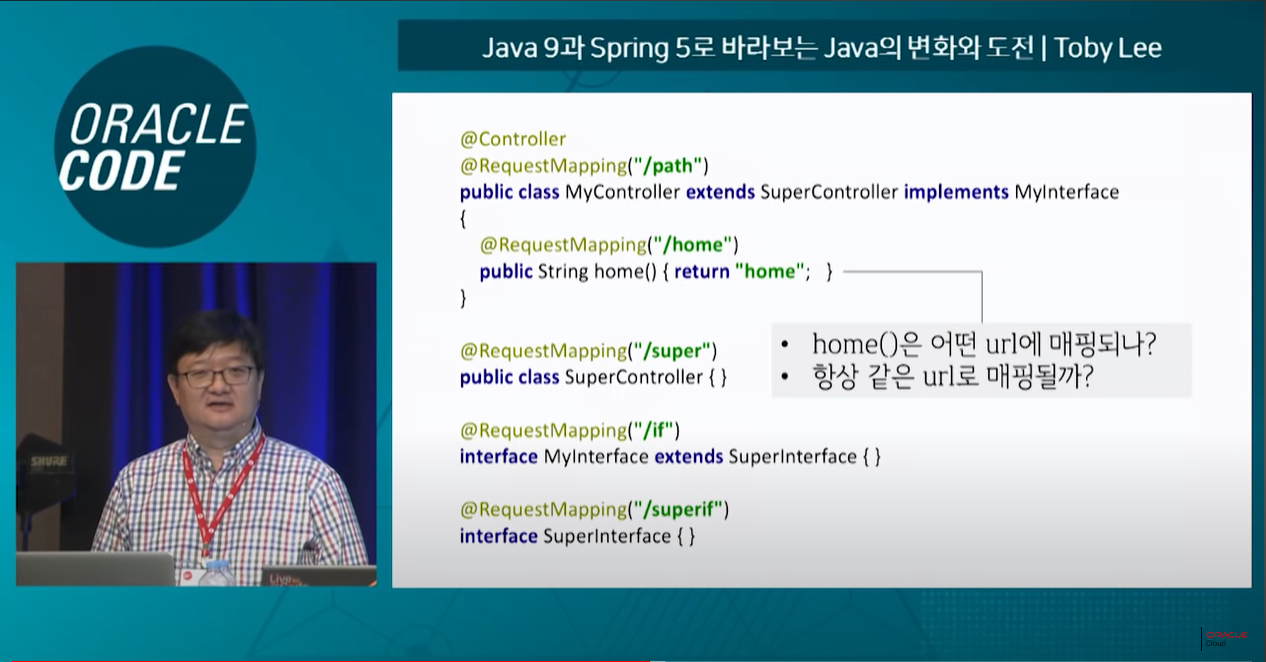 Java 9과 Spring 5로 바라보는 Java의 변화와 도전 | Toby Lee
ORACLE
CODE
@Controller
@RequestMapping("/path")
public class MyController extends SuperController implements MyInterface
{
@RequestMapping("/home")
public String home() { return "home"; }
}
• home()은 어떤 url에 매핑되나?
• 항상 같은 url로 매핑될까?
@RequestMapping("/super")
public class SuperController { }
@RequestMapping("/if")
interface MyInterface extends SuperInterface { }
@RequestMapping("/superif")
interface SuperInterface { }
SHURE
ORACLE
Cloud